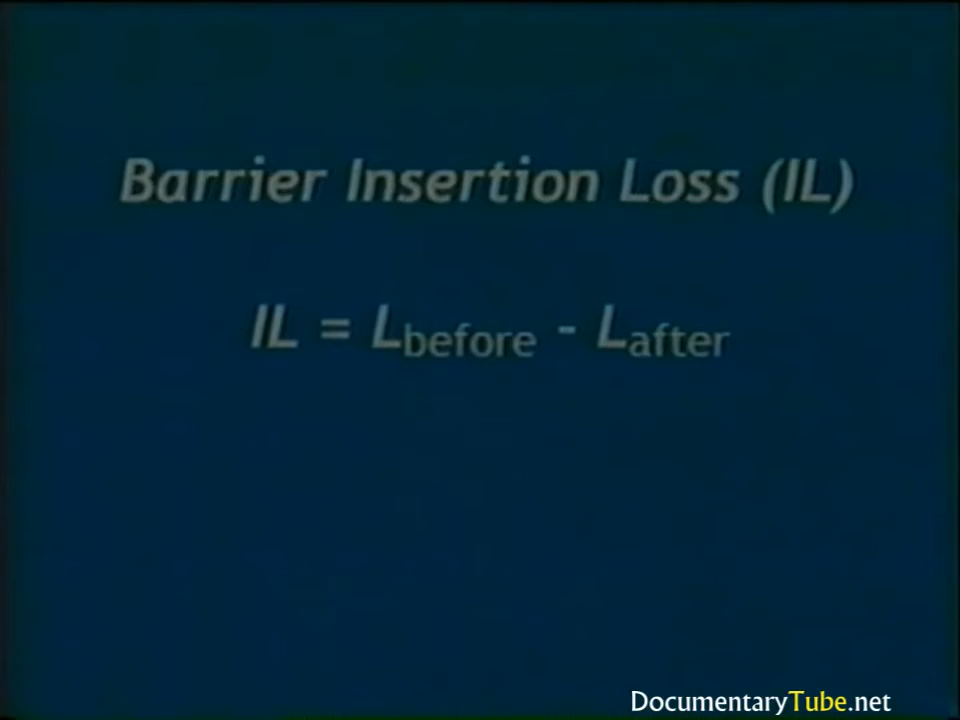 Barrier Insertion Loss (IL)
IL = Lbefore - Lafter
DocumentaryTube.net